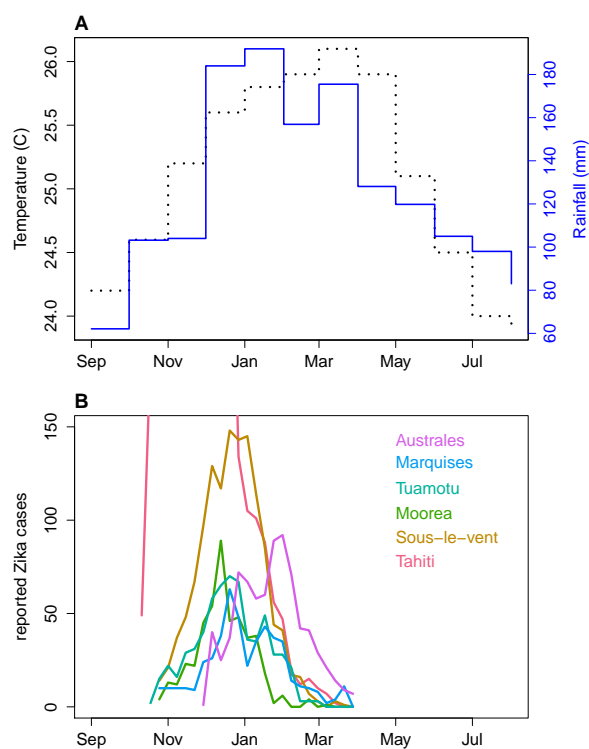 A
Temperature (C)
26.0
25.5
25.0
24.5
24.0
180
160
140
120
100
80
60
Rainfall (mm)
Sep Nov Jan Mar May Jul
B
reported Zika cases
150
100
50
0
Australes
Marquises
Tuamotu
Moorea
Sous−le−vent
Tahiti
Sep Nov Jan Mar May Jul